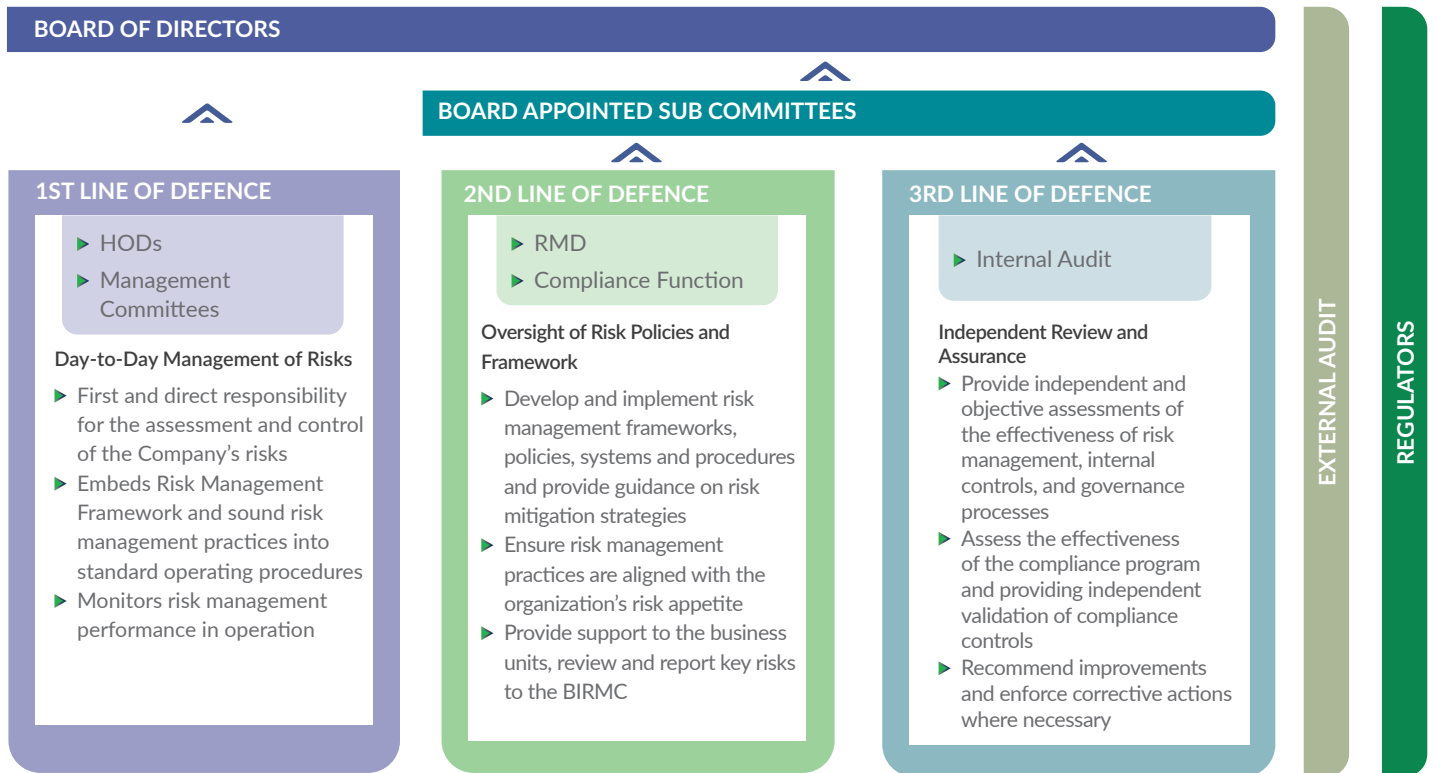 BOARD OF DIRECTORS
BOARD APPOINTED SUB COMMITTEES
1ST LINE OF DEFENCE
HODs
Management
Committees
Day-to-Day Management of Risks
First and direct responsibility
for the assessment and control
of the Company's risks
Embeds Risk Management
Framework and sound risk
management practices into
standard operating procedures
Monitors risk management
performance in operation
2ND LINE OF DEFENCE
RMD
Compliance Function
Oversight of Risk Policies and
Framework
Develop and implement risk
management frameworks,
policies, systems and procedures
and provide guidance on risk
mitigation strategies
Ensure risk management
practices are aligned with the
organization's risk appetite
Provide support to the business
units, review and report key risks
to the BIRMC
3RD LINE OF DEFENCE
Internal Audit
Independent Review and
Assurance
Provide independent and
objective assessments of
the effectiveness of risk
management, internal
controls, and governance
processes
Assess the effectiveness
of the compliance program
and providing independent
validation of compliance
controls
Recommend improvements
and enforce corrective actions
where necessary
EXTERNAL AUDIT
REGULATORS